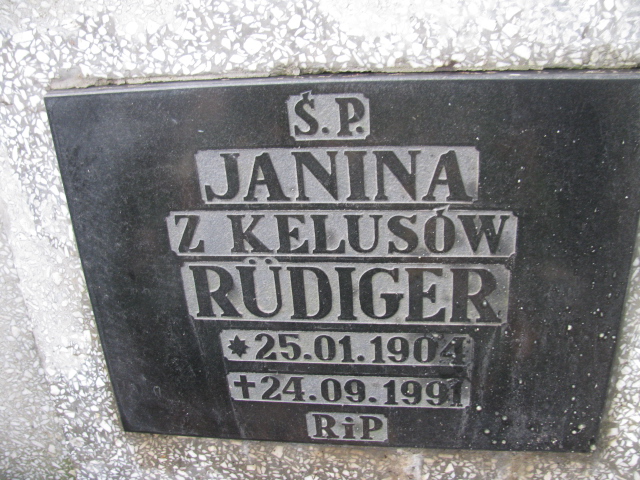 Ś.P.
JANINA
Z KELUSÓW
RÜDIGER
*25.01.1904
✝24.09.1991
RiP